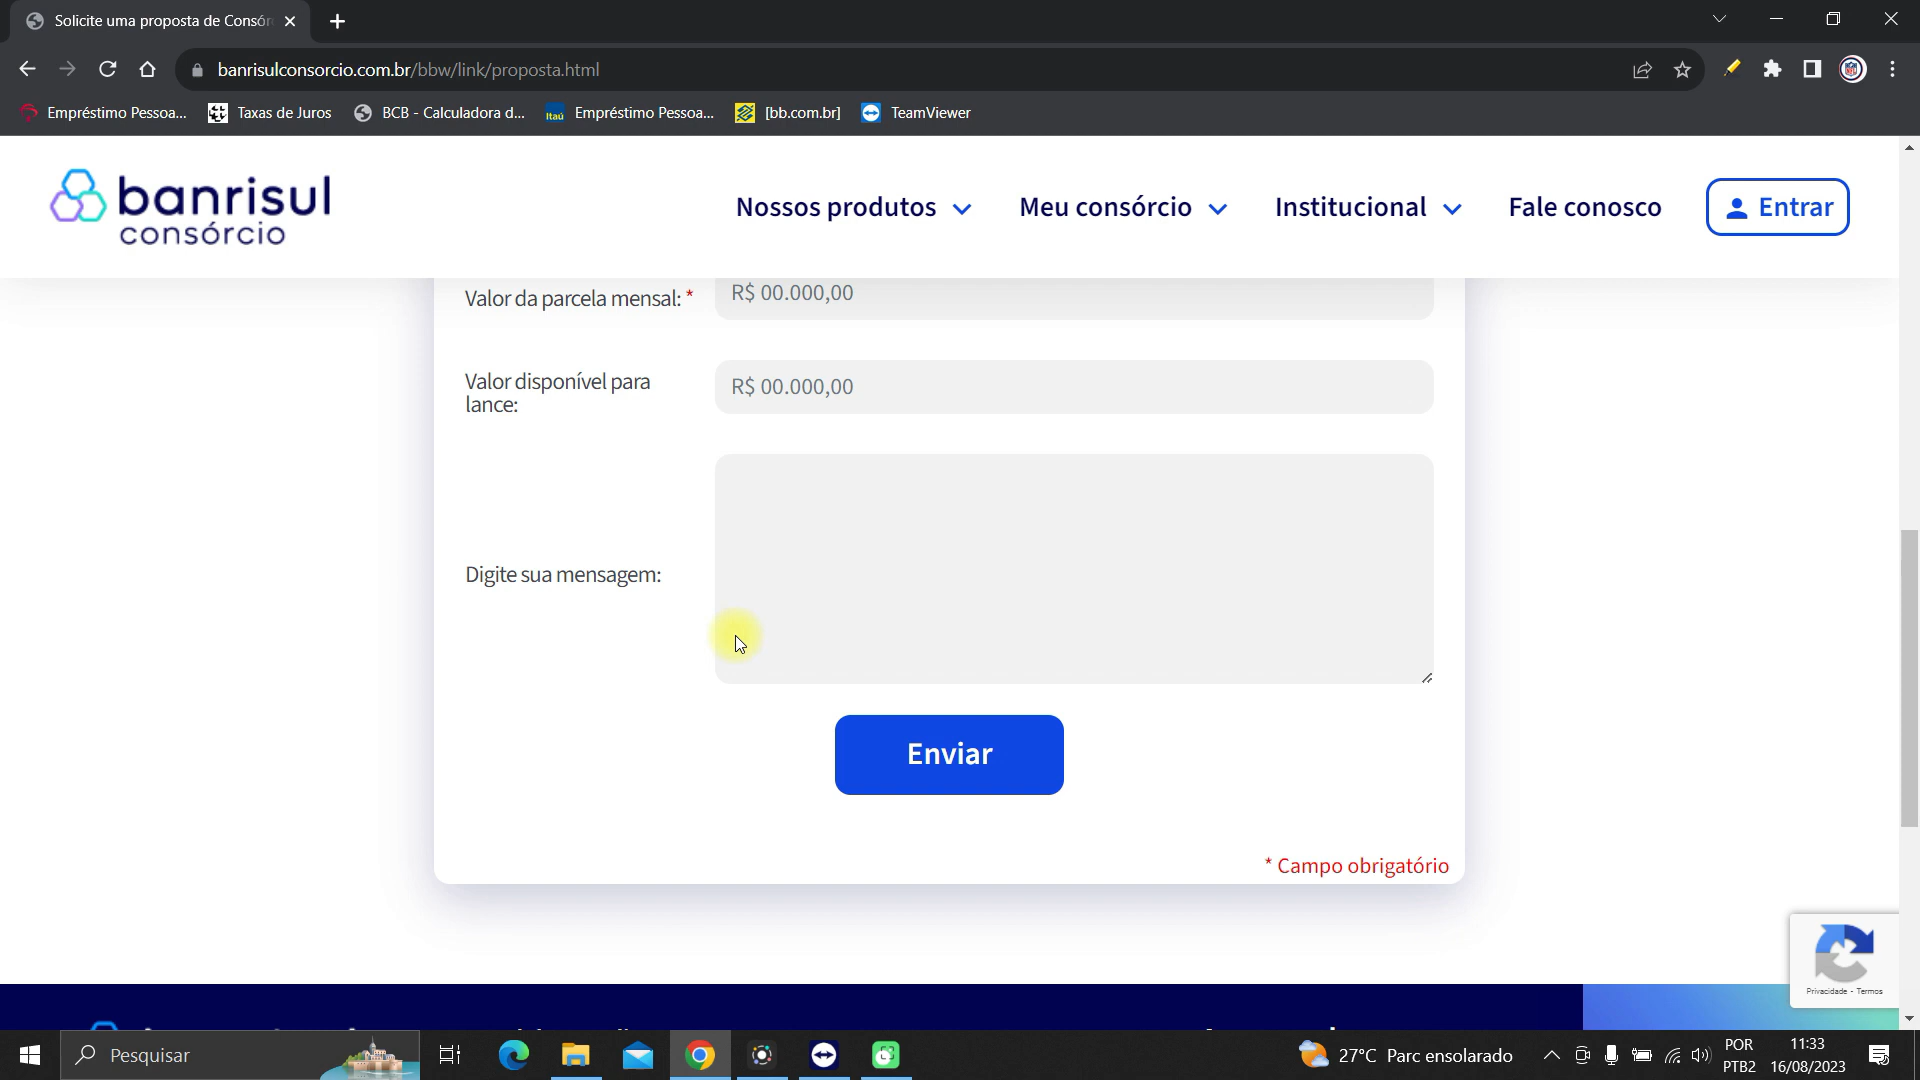 Solicite uma proposta de Consór
banrisulconsorcio.com.br/bbw/link/proposta.html
Empréstimo Pessoa...
Taxas de Juros
BCB - Calculadora d...
Itaú
Empréstimo Pessoa...
[bb.com.br]
TeamViewer
banrisul
consórcio
Nossos produtos
Meu consórcio
Institucional
Fale conosco
Entrar
Valor da parcela mensal: *
R$ 00.000,00
Valor disponível para
lance:
R$ 00.000,00
Digite sua mensagem:
Enviar
* Campo obrigatório
Privacidade - Termos
Pesquisar
27°C Parc ensolarado
POR
PTB2
11:33
16/08/2023